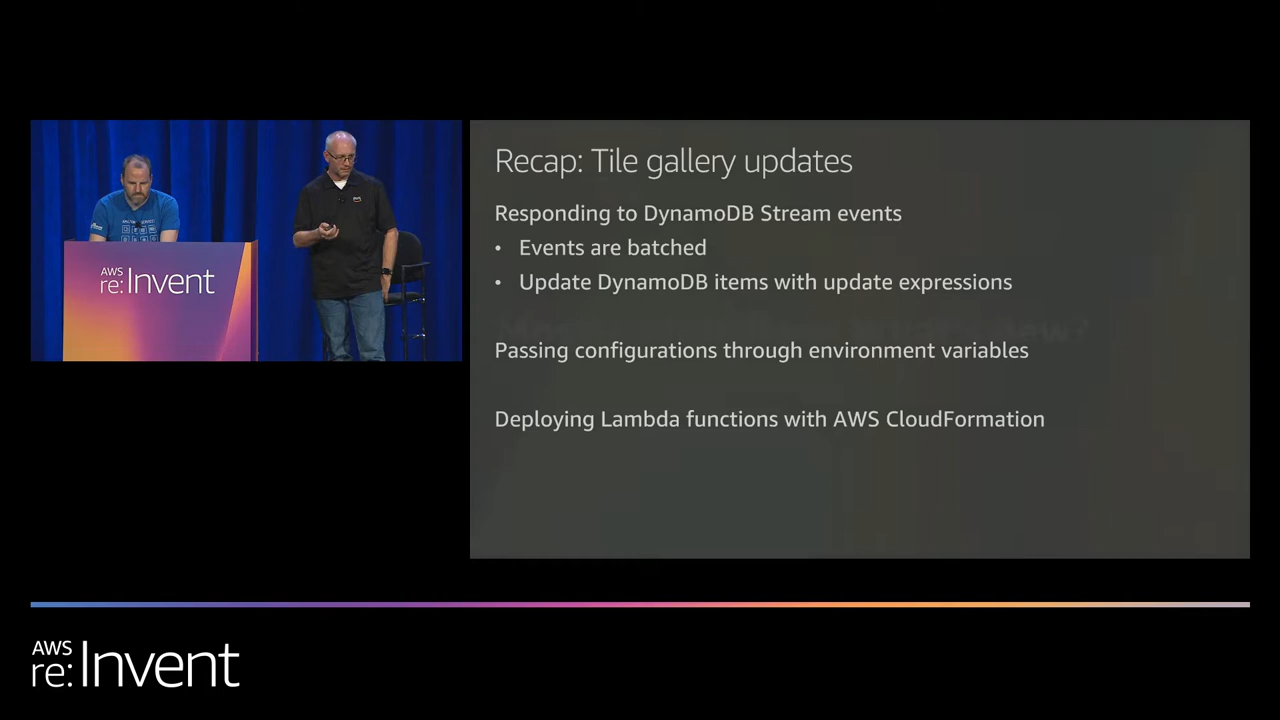 AWS
re:Invent
Recap: Tile gallery updates
Responding to DynamoDB Stream events
• Events are batched
• Update DynamoDB items with update expressions
Passing configurations through environment variables
Deploying Lambda functions with AWS CloudFormation
AWS
re:Invent